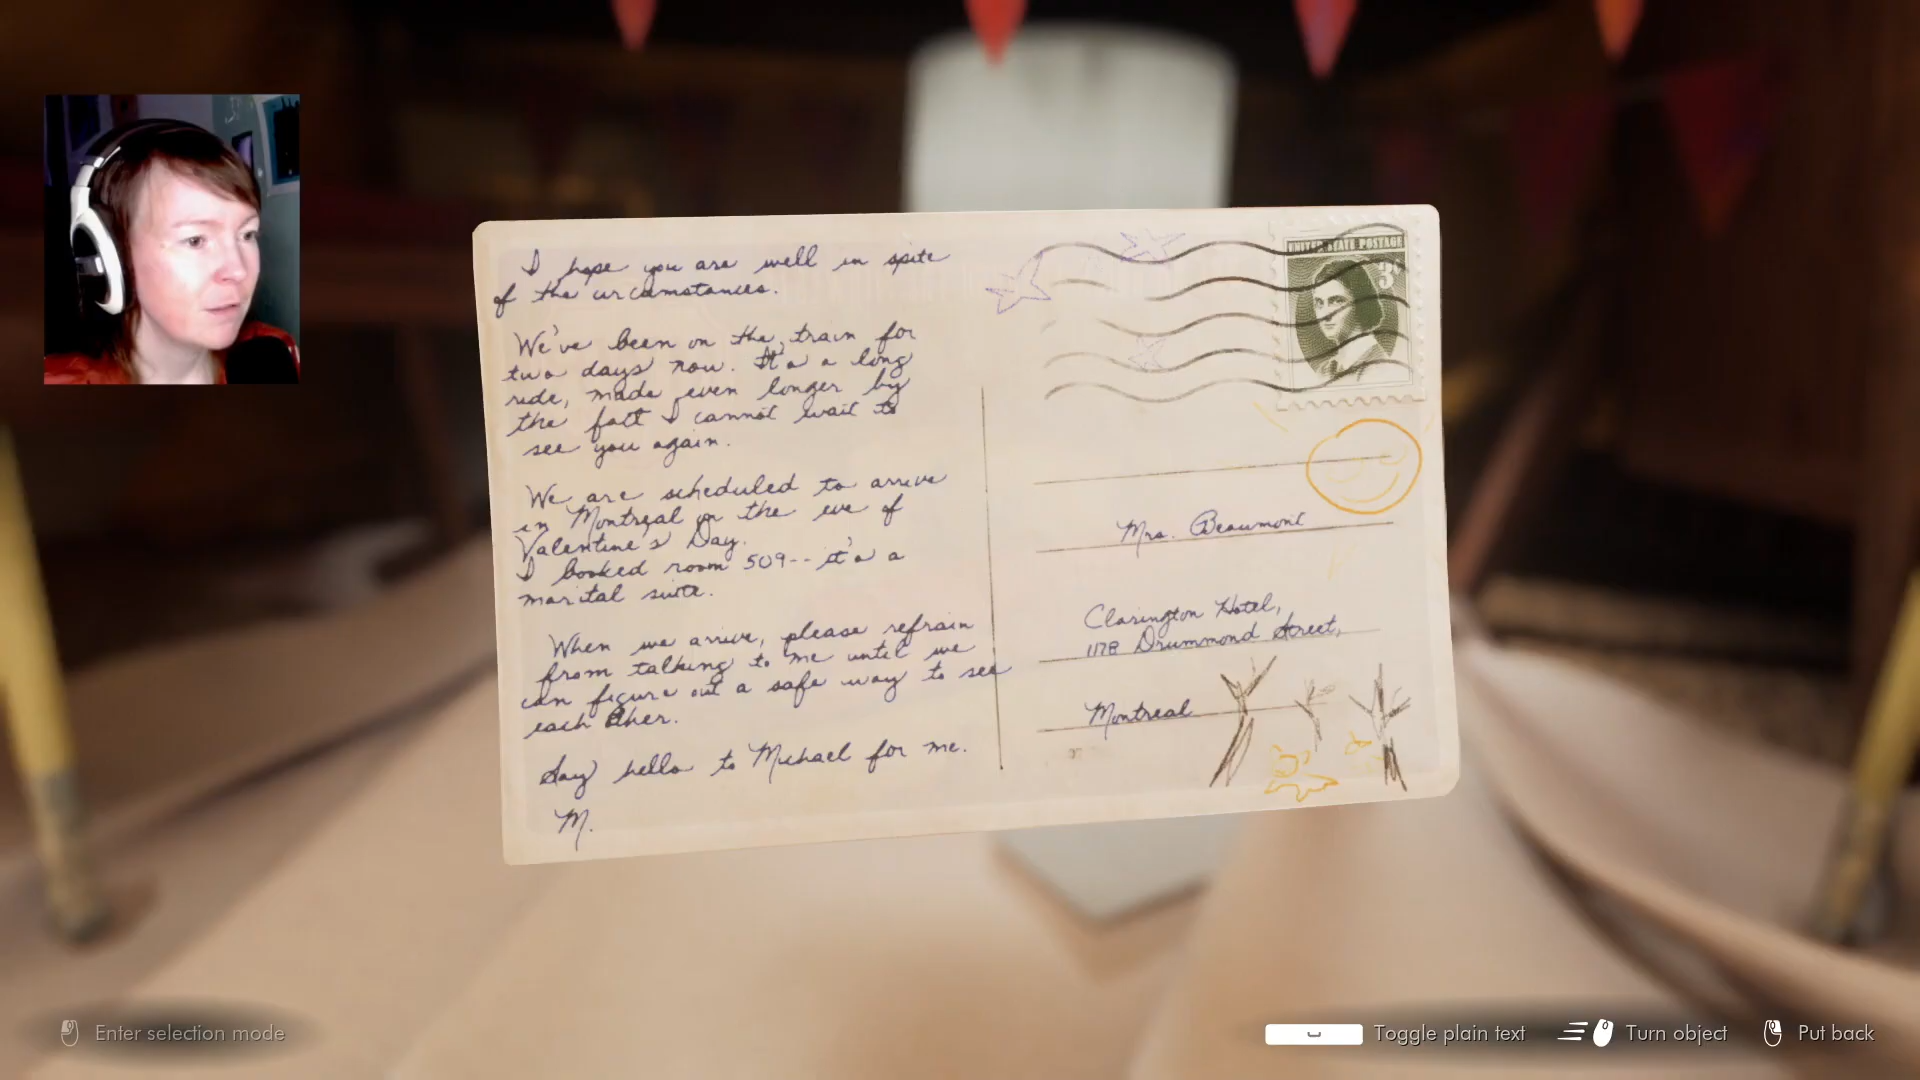 I hope you are well in spite
of the circumstances.
We've been on the train for
two days now. It's a long
ride, made even longer by
the fact I cannot wait to
see you again.
We are scheduled to arrive
in Montreal on the eve of
Valentine's Day.
I booked room 509-- it's a
marital suite.
When we arrive, please refrain
from talking to me until we
can figure out a safe way to see
each other.
Say hello to Michael for me.
M.
UNITED STATE POSTAGE
3¢
Mrs. Beaumont
Clarington Hotel,
1178 Drummond Street,
Montreal
Enter selection mode
Toggle plain text
Turn object
Put back